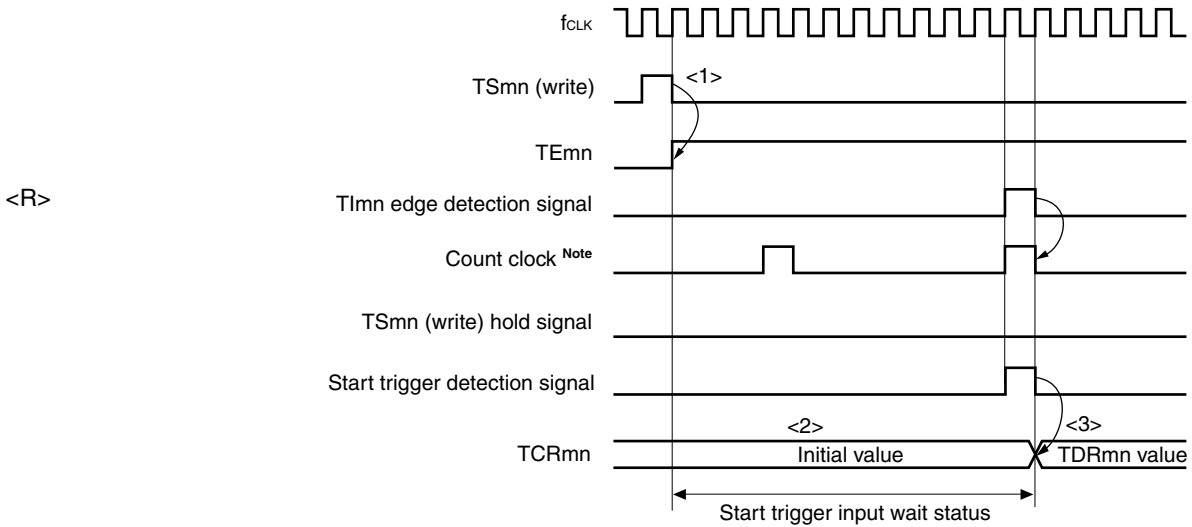 fCLK
TSmn (write)
<1>
TEmn
<R>
TImn edge detection signal
Count clock Note
TSmn (write) hold signal
Start trigger detection signal
<2>
<3>
TCRmn
Initial value
TDRmn value
Start trigger input wait status